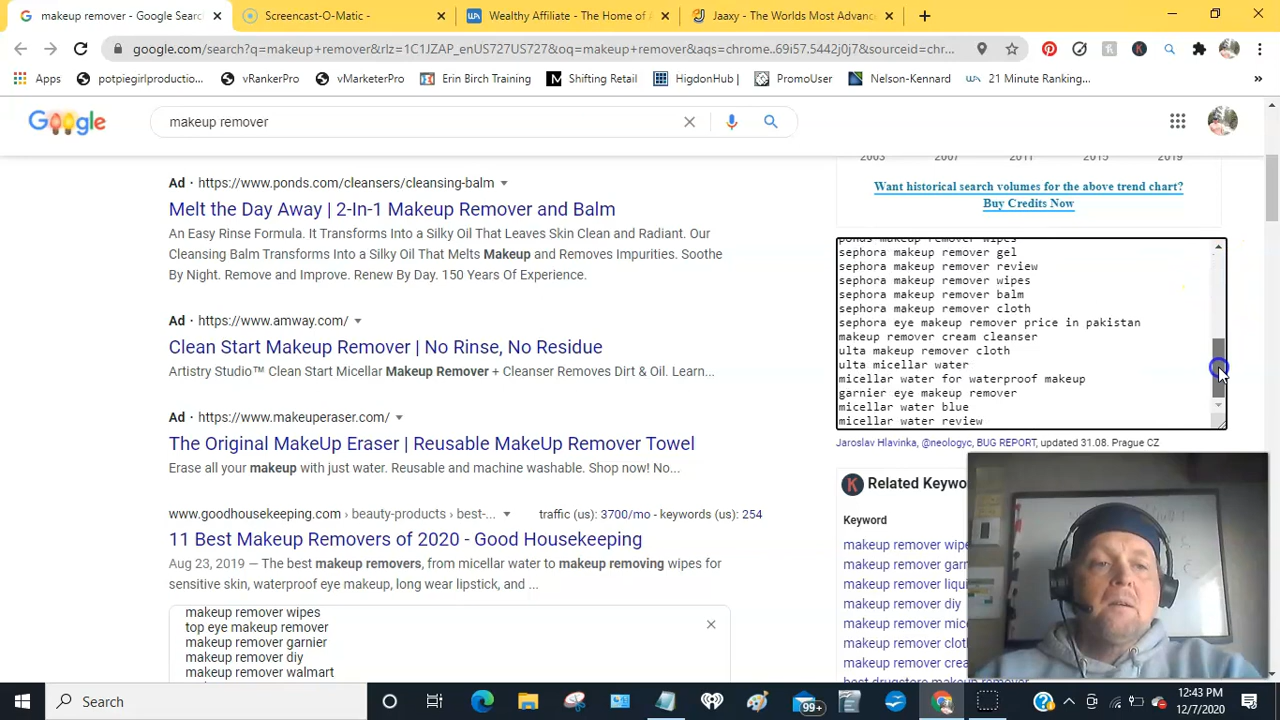 makeup remover - Google Searc
Screencast-O-Matic -
Wealthy Affiliate - The Home of A
Jaaxy - The Worlds Most Advance
google.com/search?q=makeup+remover&rlz=1C1JZAP_enUS727US727&oq=makeup+remover&aqs=chrome..69i57.5442j0j7&sourceid=chr...
Apps
potpiegirlproductio...
vRankerPro
vMarketerPro
Erin Birch Training
Shifting Retail
HigdonHub |
PromoUser
Nelson-Kennard
21 Minute Ranking...
Google
makeup remover
2003 2007 2011 2015 2019
Want historical search volumes for the above trend chart?
Buy Credits Now
Ad · https://www.ponds.com/cleansers/cleansing-balm
Melt the Day Away | 2-In-1 Makeup Remover and Balm
An Easy Rinse Formula. It Transforms Into a Silky Oil That Leaves Skin Clean and Radiant. Our
Cleansing Balm Transforms Into a Silky Oil That Melts Makeup and Removes Impurities. Soothe
By Night. Remove and Improve. Renew By Day. 150 Years Of Experience.
Ad · https://www.amway.com/
Clean Start Makeup Remover | No Rinse, No Residue
Artistry Studio™ Clean Start Micellar Makeup Remover + Cleanser Removes Dirt & Oil. Learn...
Ad · https://www.makeuperaser.com/
The Original MakeUp Eraser | Reusable MakeUp Remover Towel
Erase all your makeup with just water. Reusable and machine washable. Shop now! No...
www.goodhousekeeping.com › beauty-products › best-...
traffic (us): 3700/mo - keywords (us): 254
11 Best Makeup Removers of 2020 - Good Housekeeping
Aug 23, 2019 — The best makeup removers, from micellar water to makeup removing wipes for
sensitive skin, waterproof eye makeup, long wear lipstick, and ...
makeup remover wipes
top eye makeup remover
makeup remover garnier
makeup remover diy
makeup remover walmart
ponds makeup remover wipes
sephora makeup remover gel
sephora makeup remover review
sephora makeup remover wipes
sephora makeup remover balm
sephora makeup remover cloth
sephora eye makeup remover price in pakistan
makeup remover cream cleanser
ulta makeup remover cloth
ulta micellar water
micellar water for waterproof makeup
garnier eye makeup remover
micellar water blue
micellar water review
Jaroslav Hlavinka, @neologyc, BUG REPORT, updated 31.08. Prague CZ
Related Keywo
Keyword
makeup remover wipe
makeup remover garn
makeup remover liqu
makeup remover diy
makeup remover mic
makeup remover clot
makeup remover crea
best drugstore makeup remover
Search
99+
12:43 PM
12/7/2020